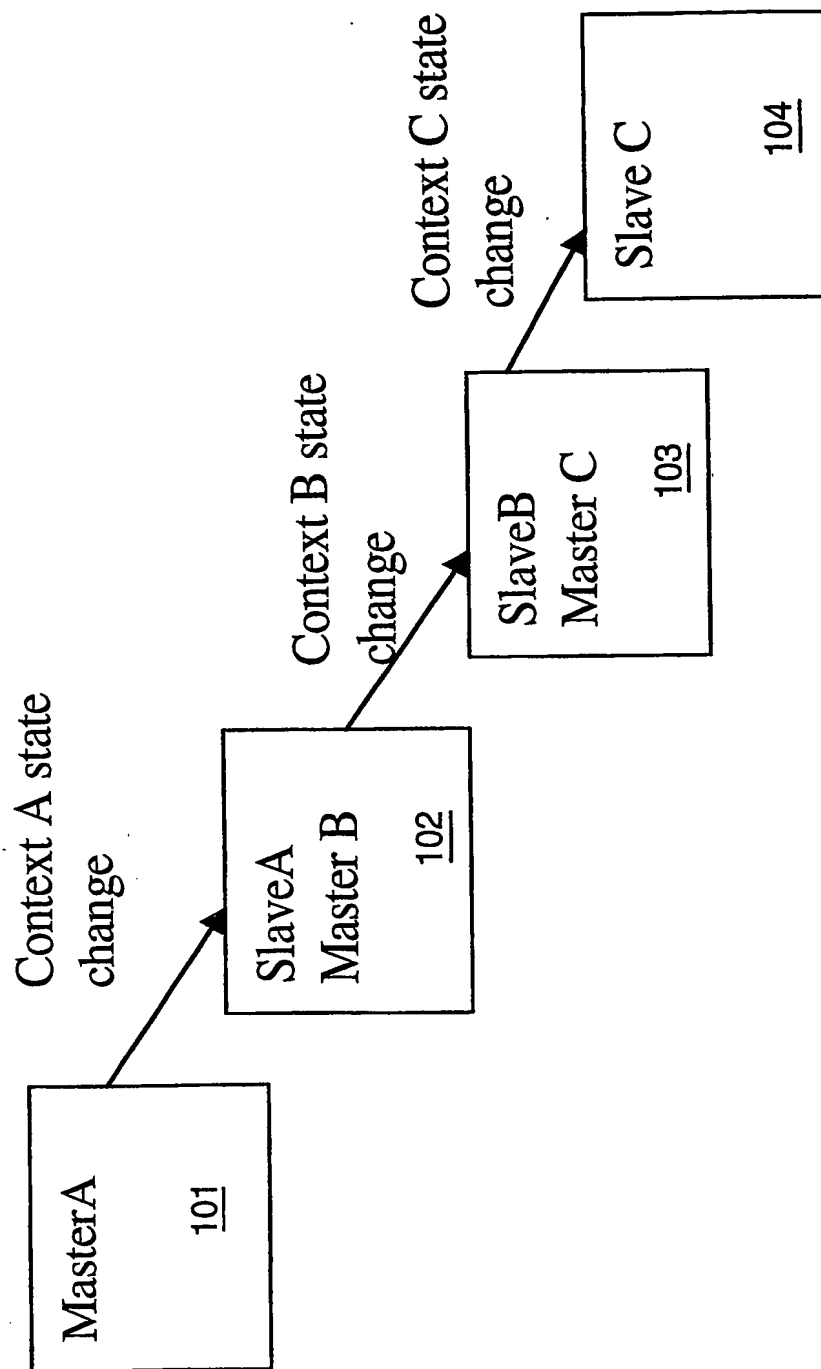 MasterA
101
Context A state
change
SlaveA
Master B
102
Context B state
change
SlaveB
Master C
103
Context C state
change
Slave C
104